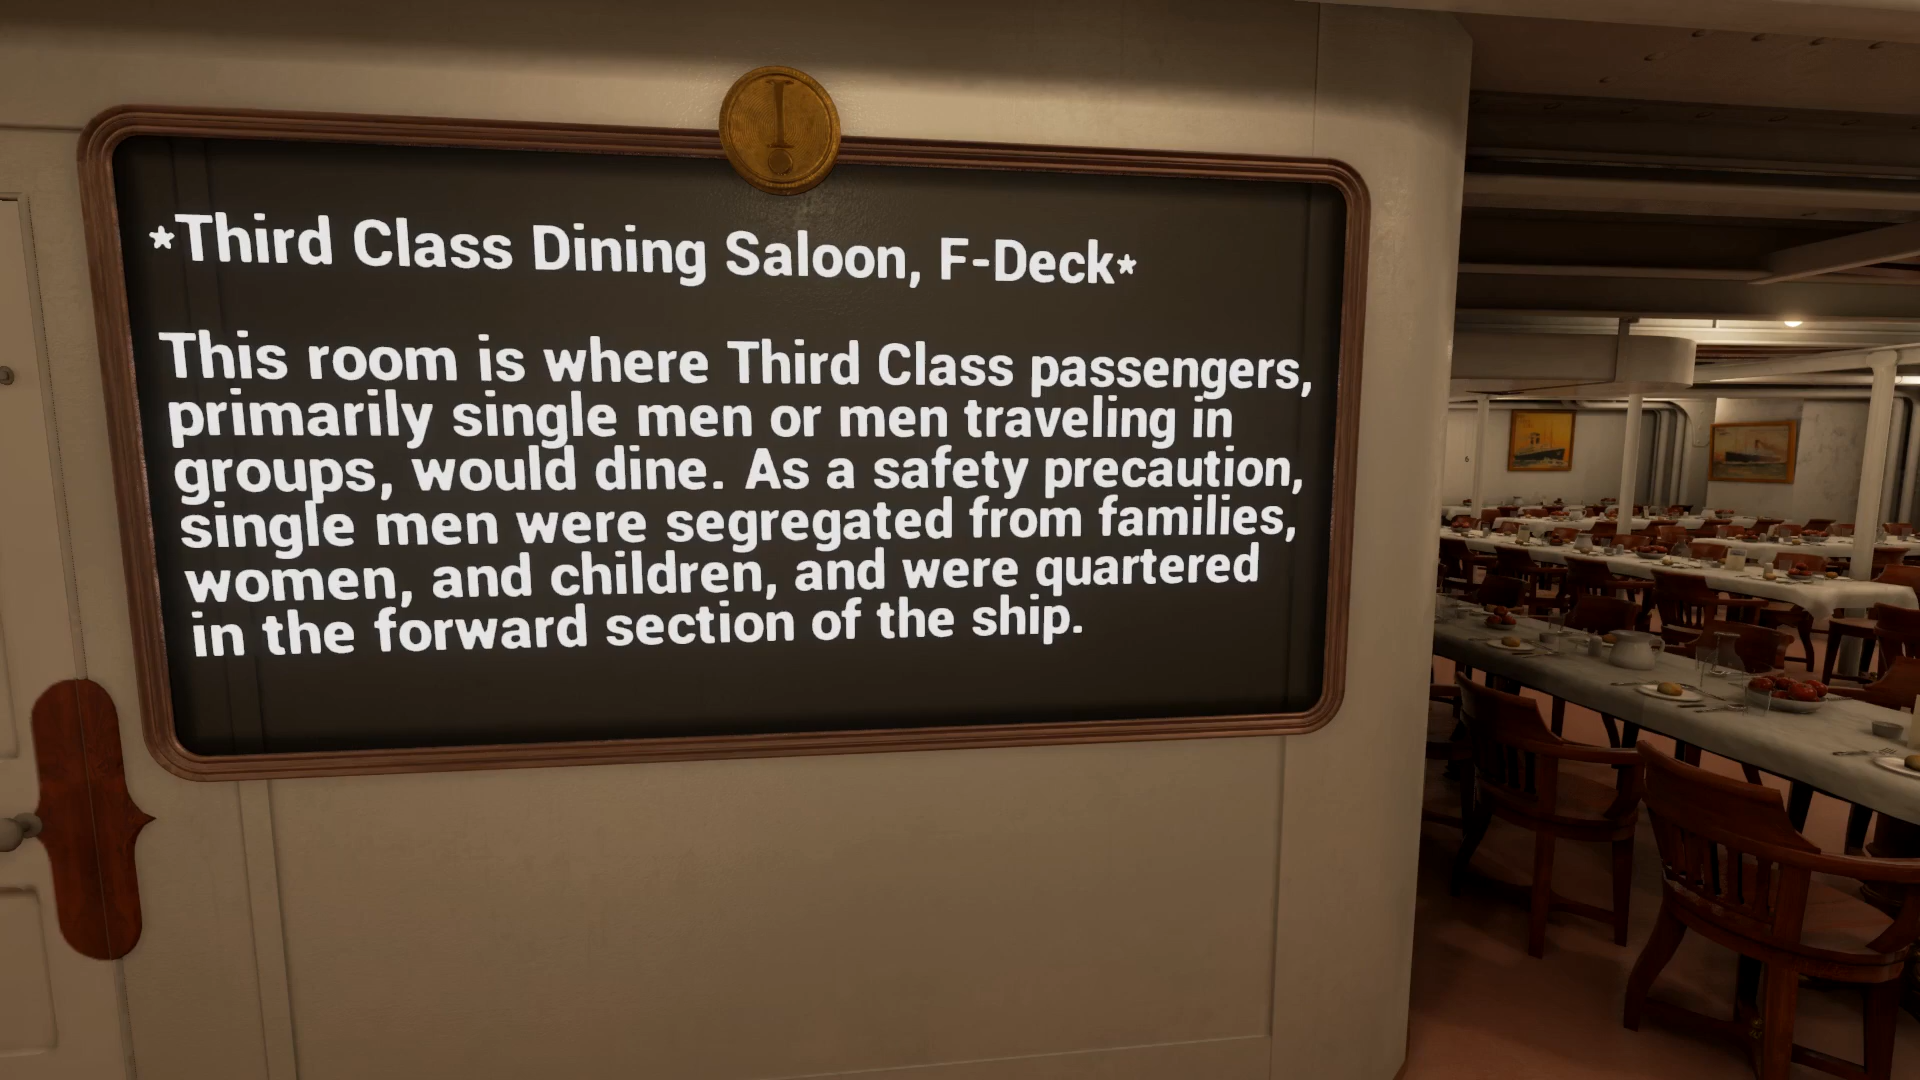 *Third Class Dining Saloon, F-Deck*
This room is where Third Class passengers,
primarily single men or men traveling in
groups, would dine. As a safety precaution,
single men were segregated from families,
women, and children, and were quartered
in the forward section of the ship.